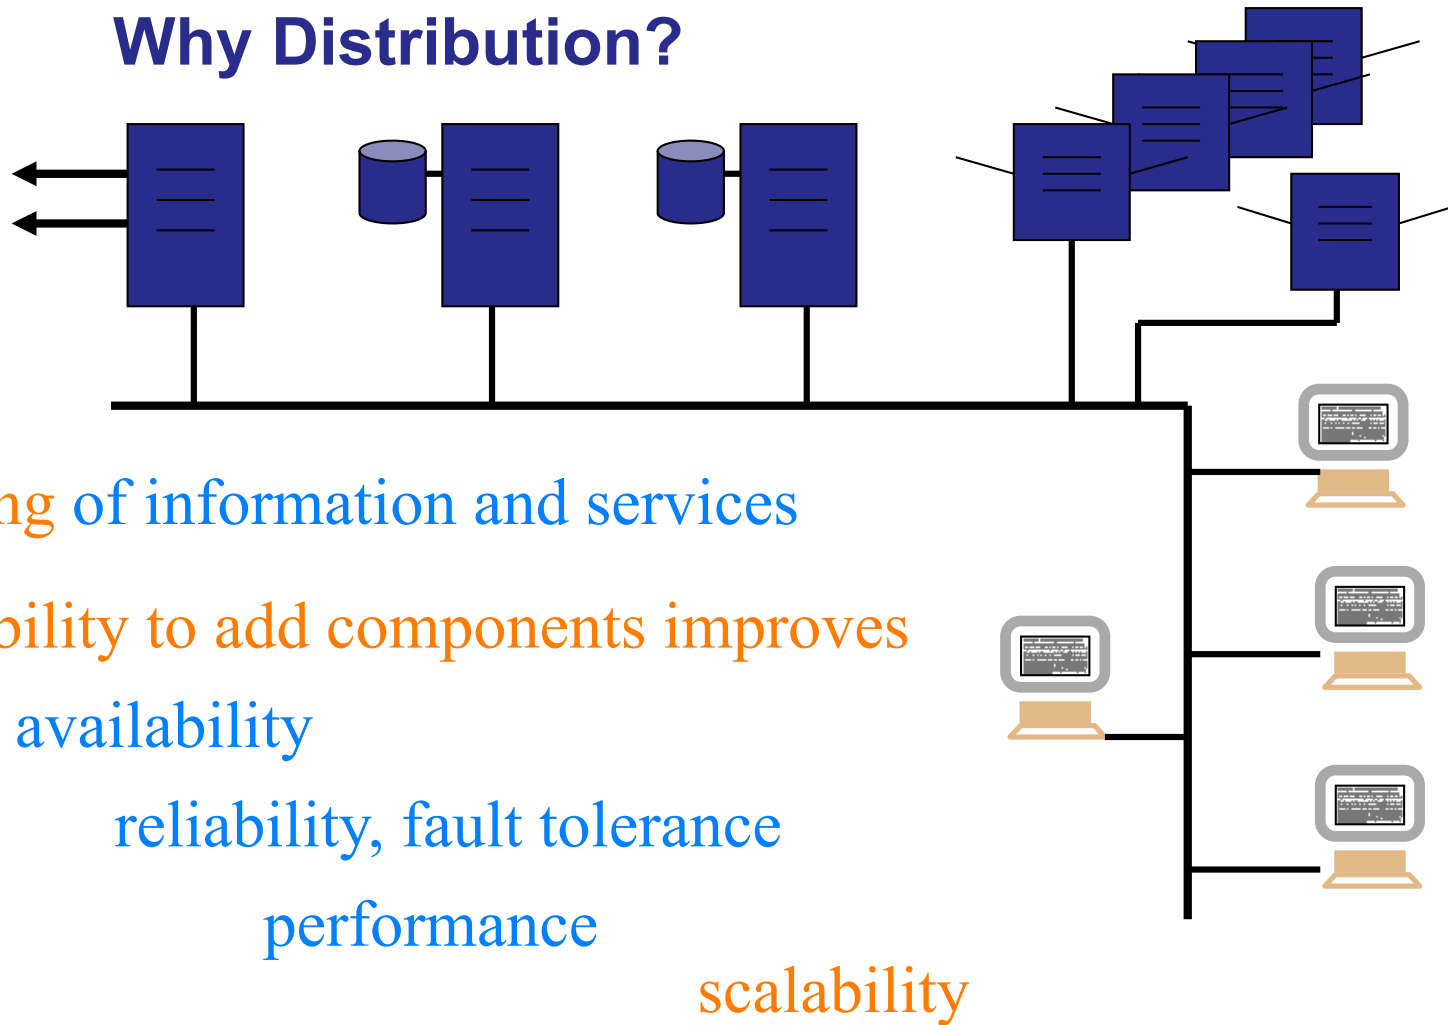 Why Distribution?
ng of information and services
bility to add components improves
availability
reliability, fault tolerance
performance
scalability